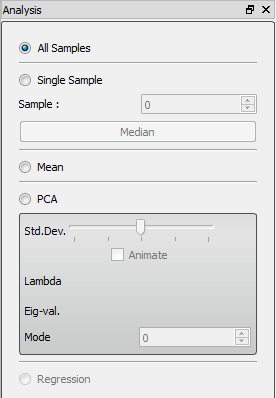 Analysis
All Samples
Single Sample
Sample : 0
Median
Mean
PCA
Std.Dev.
Animate
Lambda
Eig-val.
Mode 0
Regression